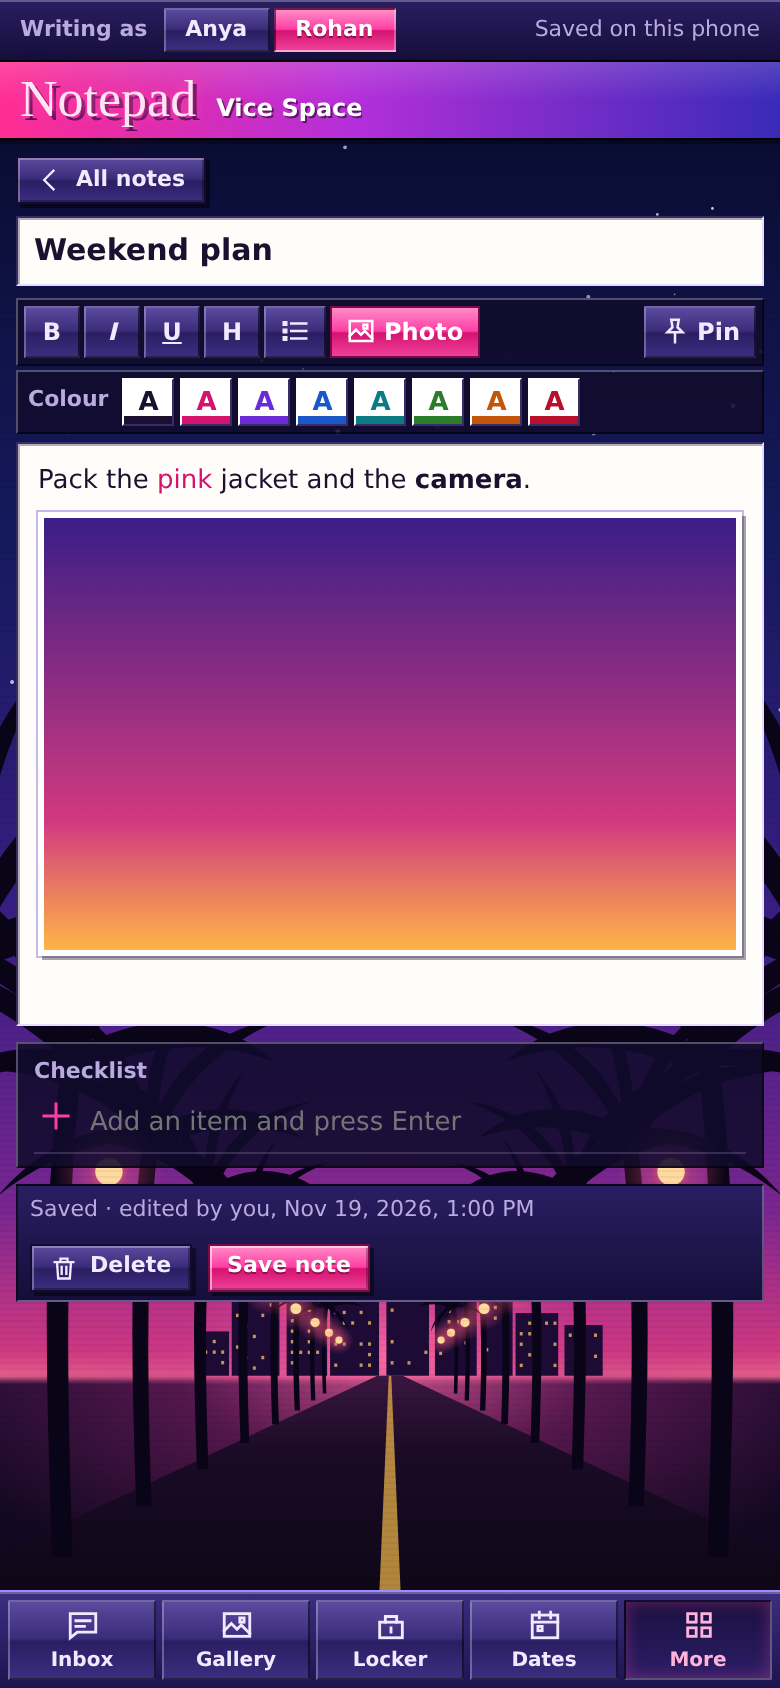 Writing as Anya Rohan Saved on this phone
Notepad Vice Space
All notes
Weekend plan
B I U H Photo Pin
Colour A A A A A A A A
Pack the pink jacket and the camera.
Checklist
Add an item and press Enter
Saved · edited by you, Nov 19, 2026, 1:00 PM
Delete Save note
Inbox Gallery Locker Dates More